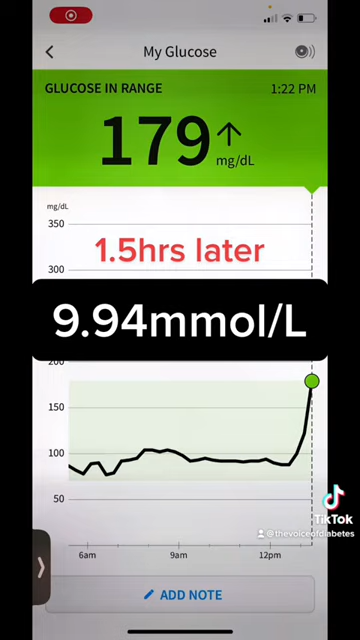 My Glucose
GLUCOSE IN RANGE 1:22 PM
179
mg/dL
mg/dL
350
1.5hrs later
300
9.94mmol/L
200
150
100
50
6am 9am 12pm
TikTok
@thevoiceofdiabetes
ADD NOTE